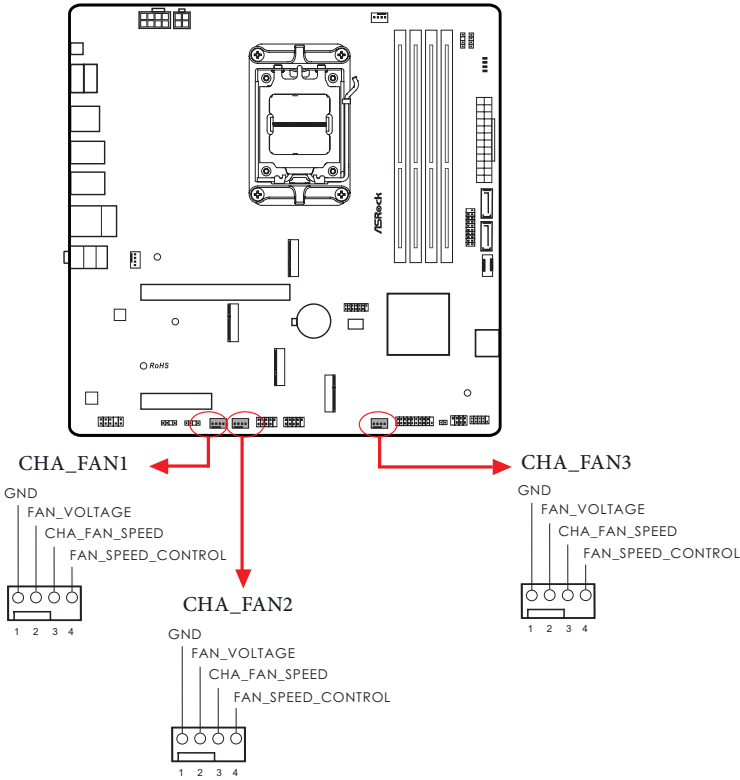 ASRock
RoHS
CHA_FAN1
GND
FAN_VOLTAGE
CHA_FAN_SPEED
FAN_SPEED_CONTROL
1 2 3 4
CHA_FAN2
GND
FAN_VOLTAGE
CHA_FAN_SPEED
FAN_SPEED_CONTROL
1 2 3 4
CHA_FAN3
GND
FAN_VOLTAGE
CHA_FAN_SPEED
FAN_SPEED_CONTROL
1 2 3 4